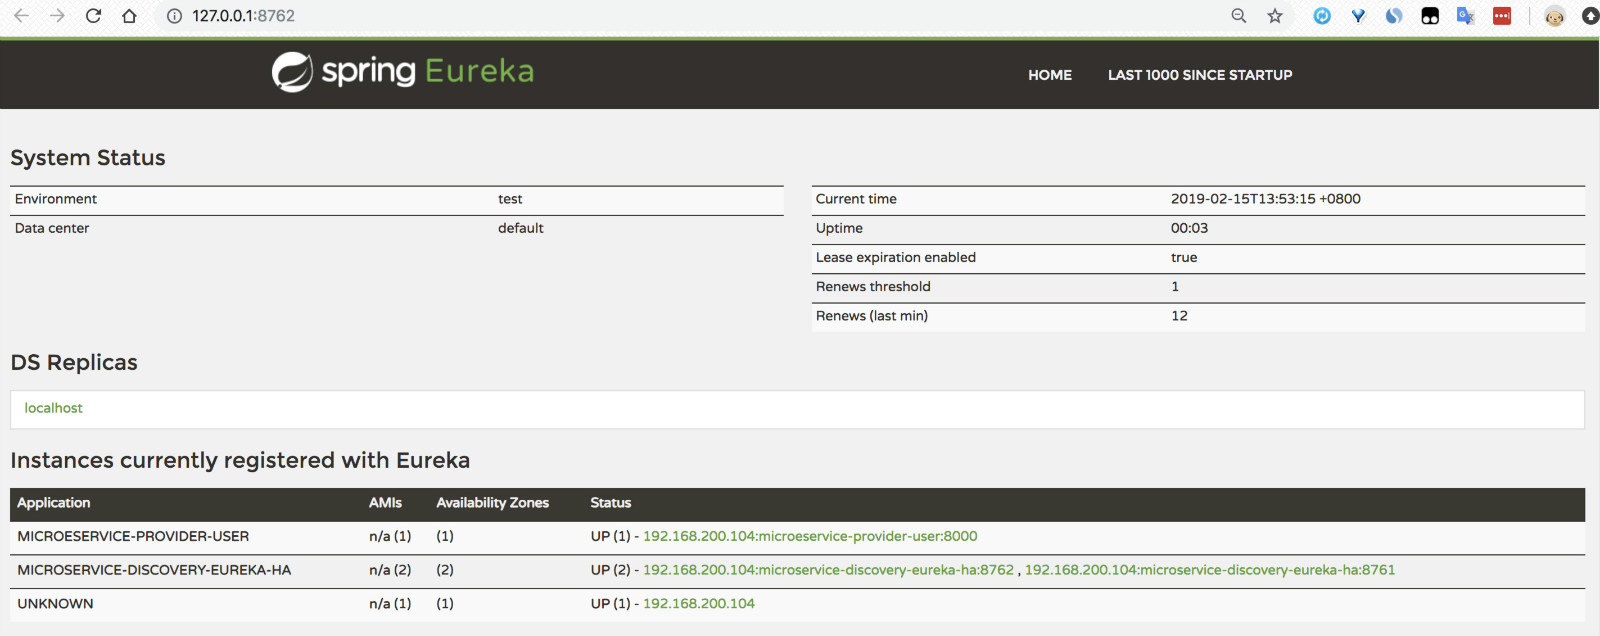 127.0.0.1:8762
spring Eureka
HOME LAST 1000 SINCE STARTUP
System Status
Environment test
Data center default
Current time 2019-02-15T13:53:15 +0800
Uptime 00:03
Lease expiration enabled true
Renews threshold 1
Renews (last min) 12
DS Replicas
localhost
Instances currently registered with Eureka
Application AMIs Availability Zones Status
MICROESERVICE-PROVIDER-USER n/a (1) (1) UP (1) - 192.168.200.104:microeservice-provider-user:8000
MICROSERVICE-DISCOVERY-EUREKA-HA n/a (2) (2) UP (2) - 192.168.200.104:microservice-discovery-eureka-ha:8762 , 192.168.200.104:microservice-discovery-eureka-ha:8761
UNKNOWN n/a (1) (1) UP (1) - 192.168.200.104